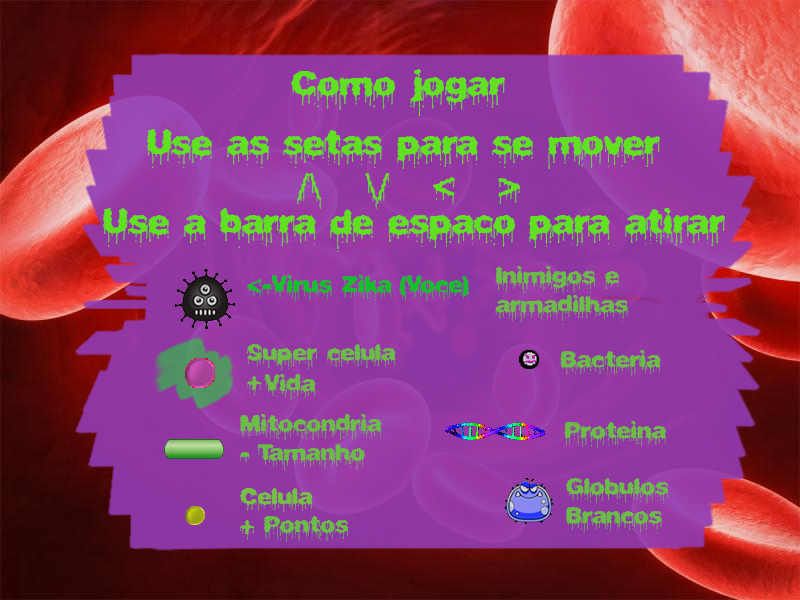 Como jogar
Use as setas para se mover
/\ \/ < >
Use a barra de espaco para atirar
<-Virus Zika (Voce)
Inimigos e
armadilhas
Super celula
+Vida
Bacteria
Mitocondria
- Tamanho
Proteina
Celula
+ Pontos
Globulos
Brancos